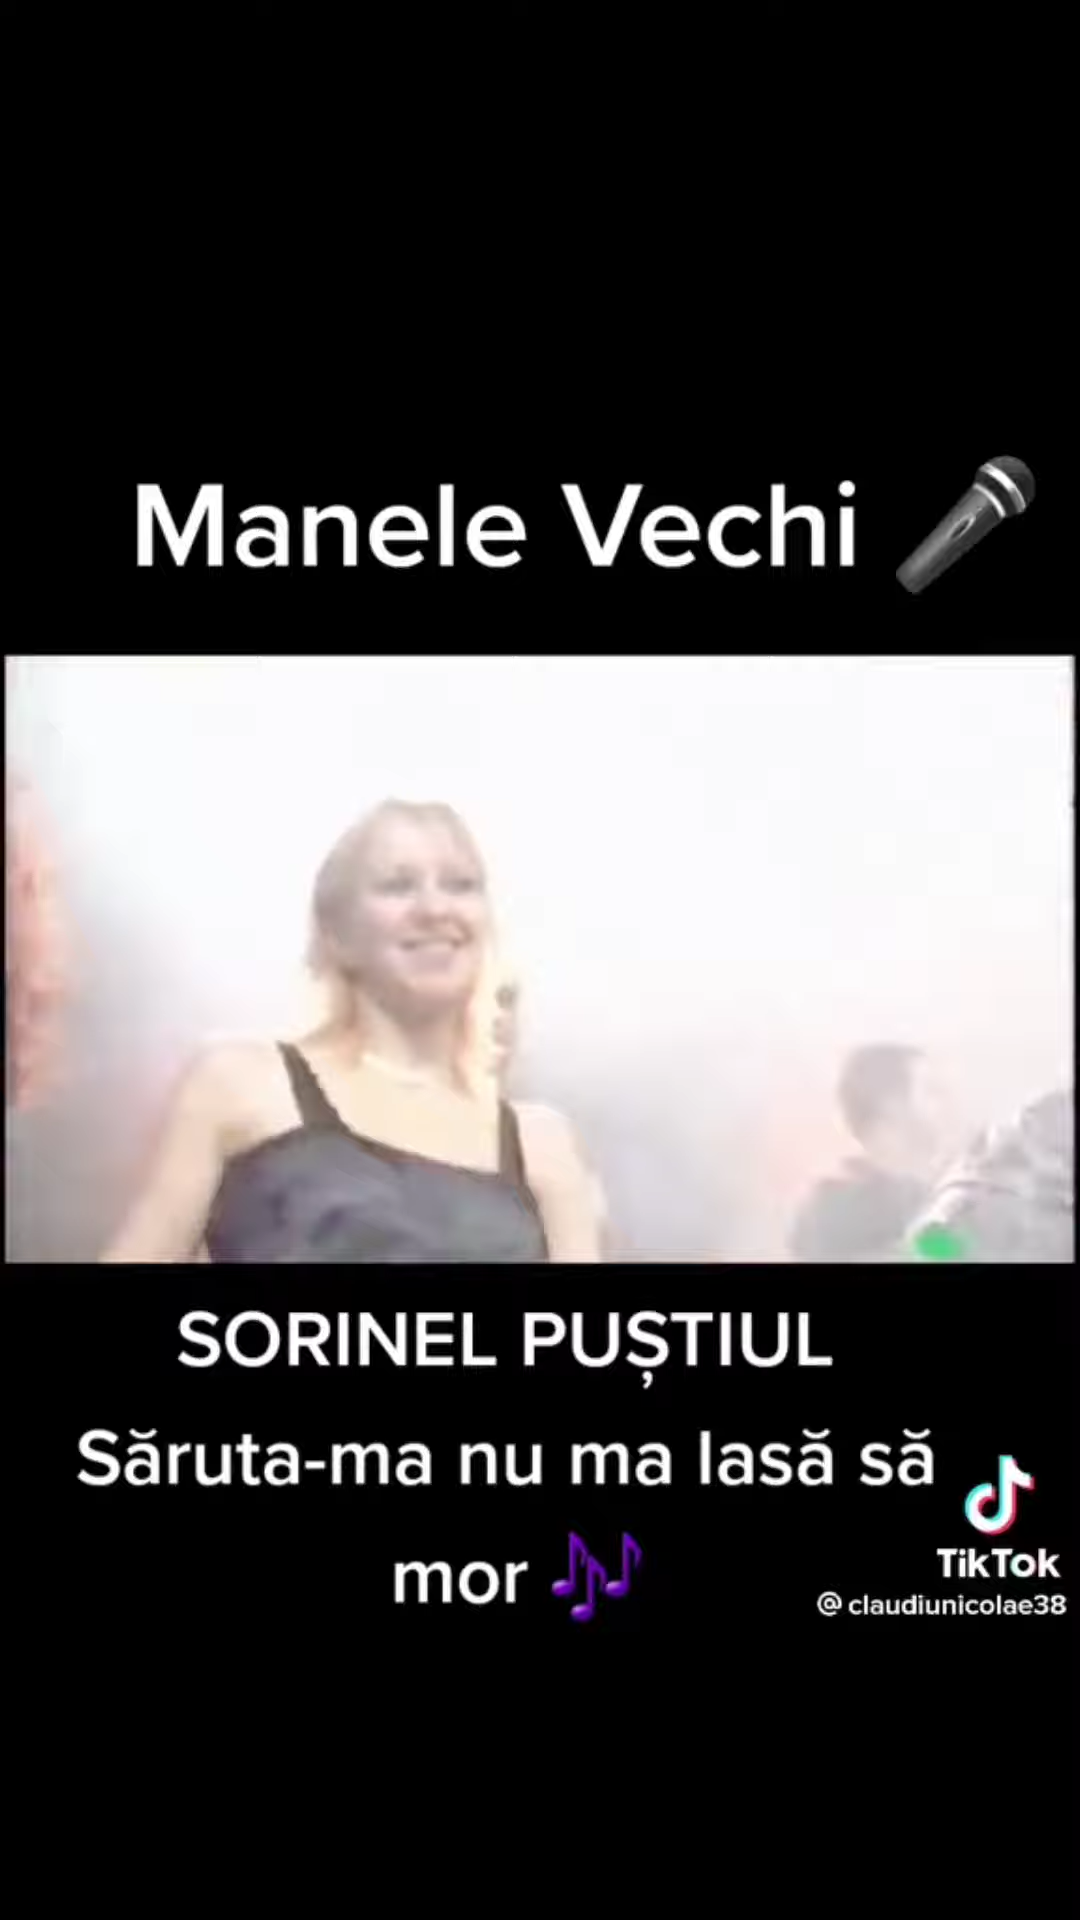 Manele Vechi
SORINEL PUȘTIUL
Săruta-ma nu ma lasă să
mor
TikTok
@claudiunicolae38